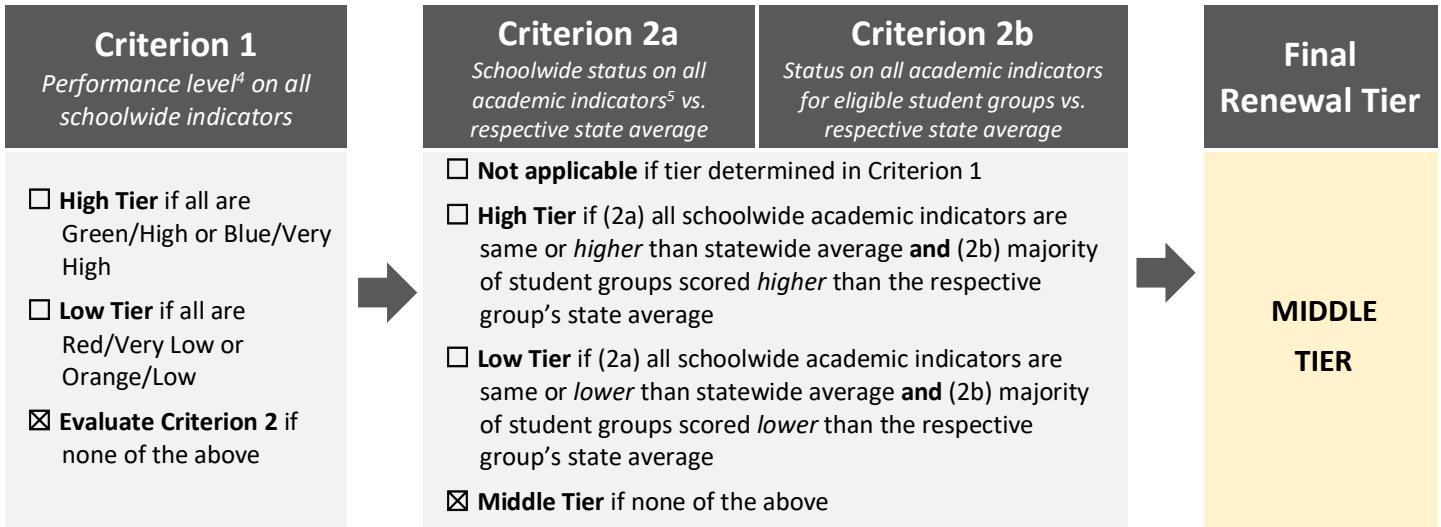 Criterion 1
Performance level4 on all
schoolwide indicators
☐ High Tier if all are
Green/High or Blue/Very
High
☐ Low Tier if all are
Red/Very Low or
Orange/Low
☒ Evaluate Criterion 2 if
none of the above
Criterion 2a
Schoolwide status on all
academic indicators5 vs.
respective state average
Criterion 2b
Status on all academic indicators
for eligible student groups vs.
respective state average
☐ Not applicable if tier determined in Criterion 1
☐ High Tier if (2a) all schoolwide academic indicators are
same or higher than statewide average and (2b) majority
of student groups scored higher than the respective
group's state average
☐ Low Tier if (2a) all schoolwide academic indicators are
same or lower than statewide average and (2b) majority
of student groups scored lower than the respective
group's state average
☒ Middle Tier if none of the above
Final
Renewal Tier
MIDDLE
TIER